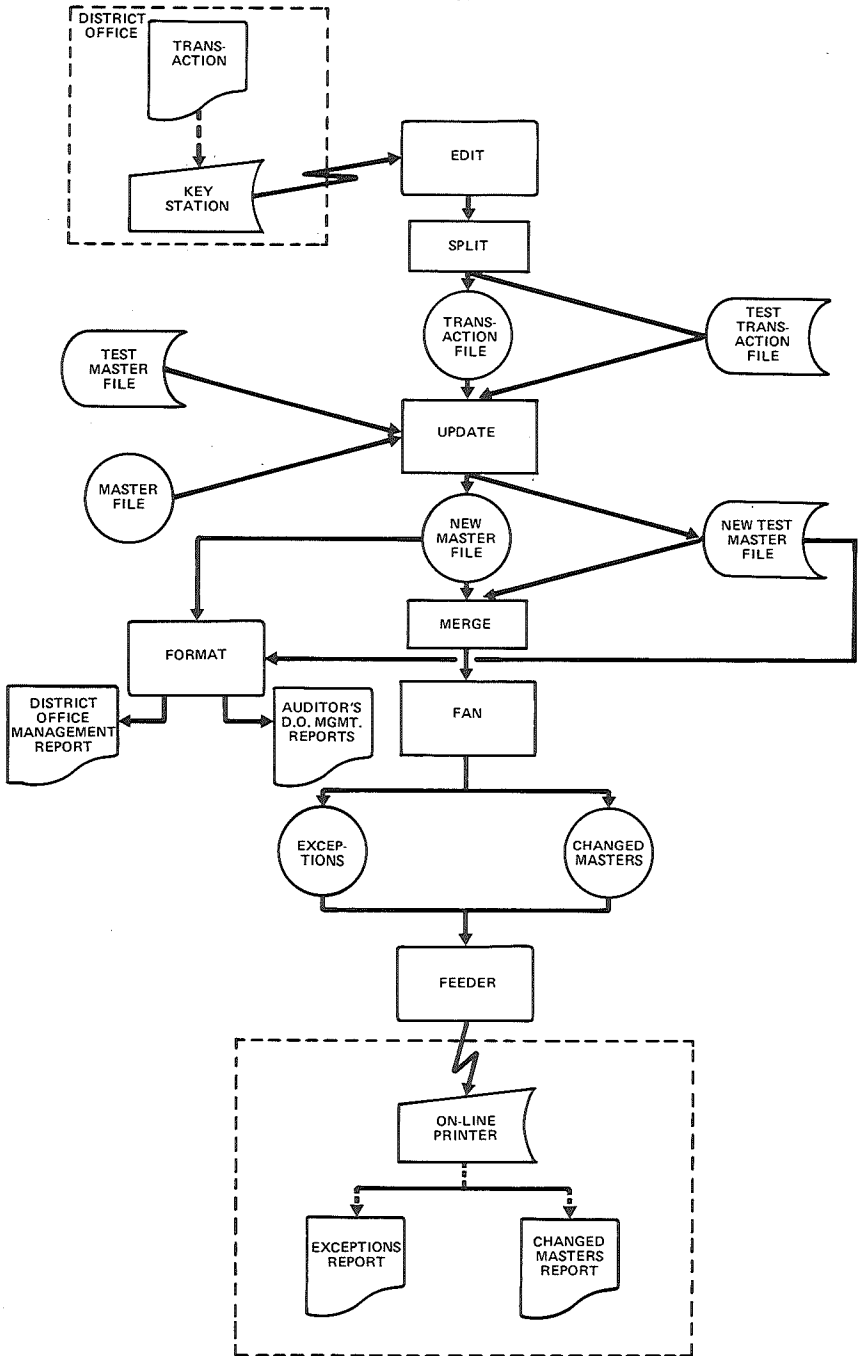 DISTRICT
OFFICE
TRANS-
ACTION
KEY
STATION
EDIT
SPLIT
TRANS-
ACTION
FILE
TEST
TRANS-
ACTION
FILE
TEST
MASTER
FILE
UPDATE
MASTER
FILE
NEW
MASTER
FILE
NEW TEST
MASTER
FILE
MERGE
FORMAT
DISTRICT
OFFICE
MANAGEMENT
REPORT
AUDITOR'S
D.O. MGMT.
REPORTS
FAN
EXCEP-
TIONS
CHANGED
MASTERS
FEEDER
ON-LINE
PRINTER
EXCEPTIONS
REPORT
CHANGED
MASTERS
REPORT